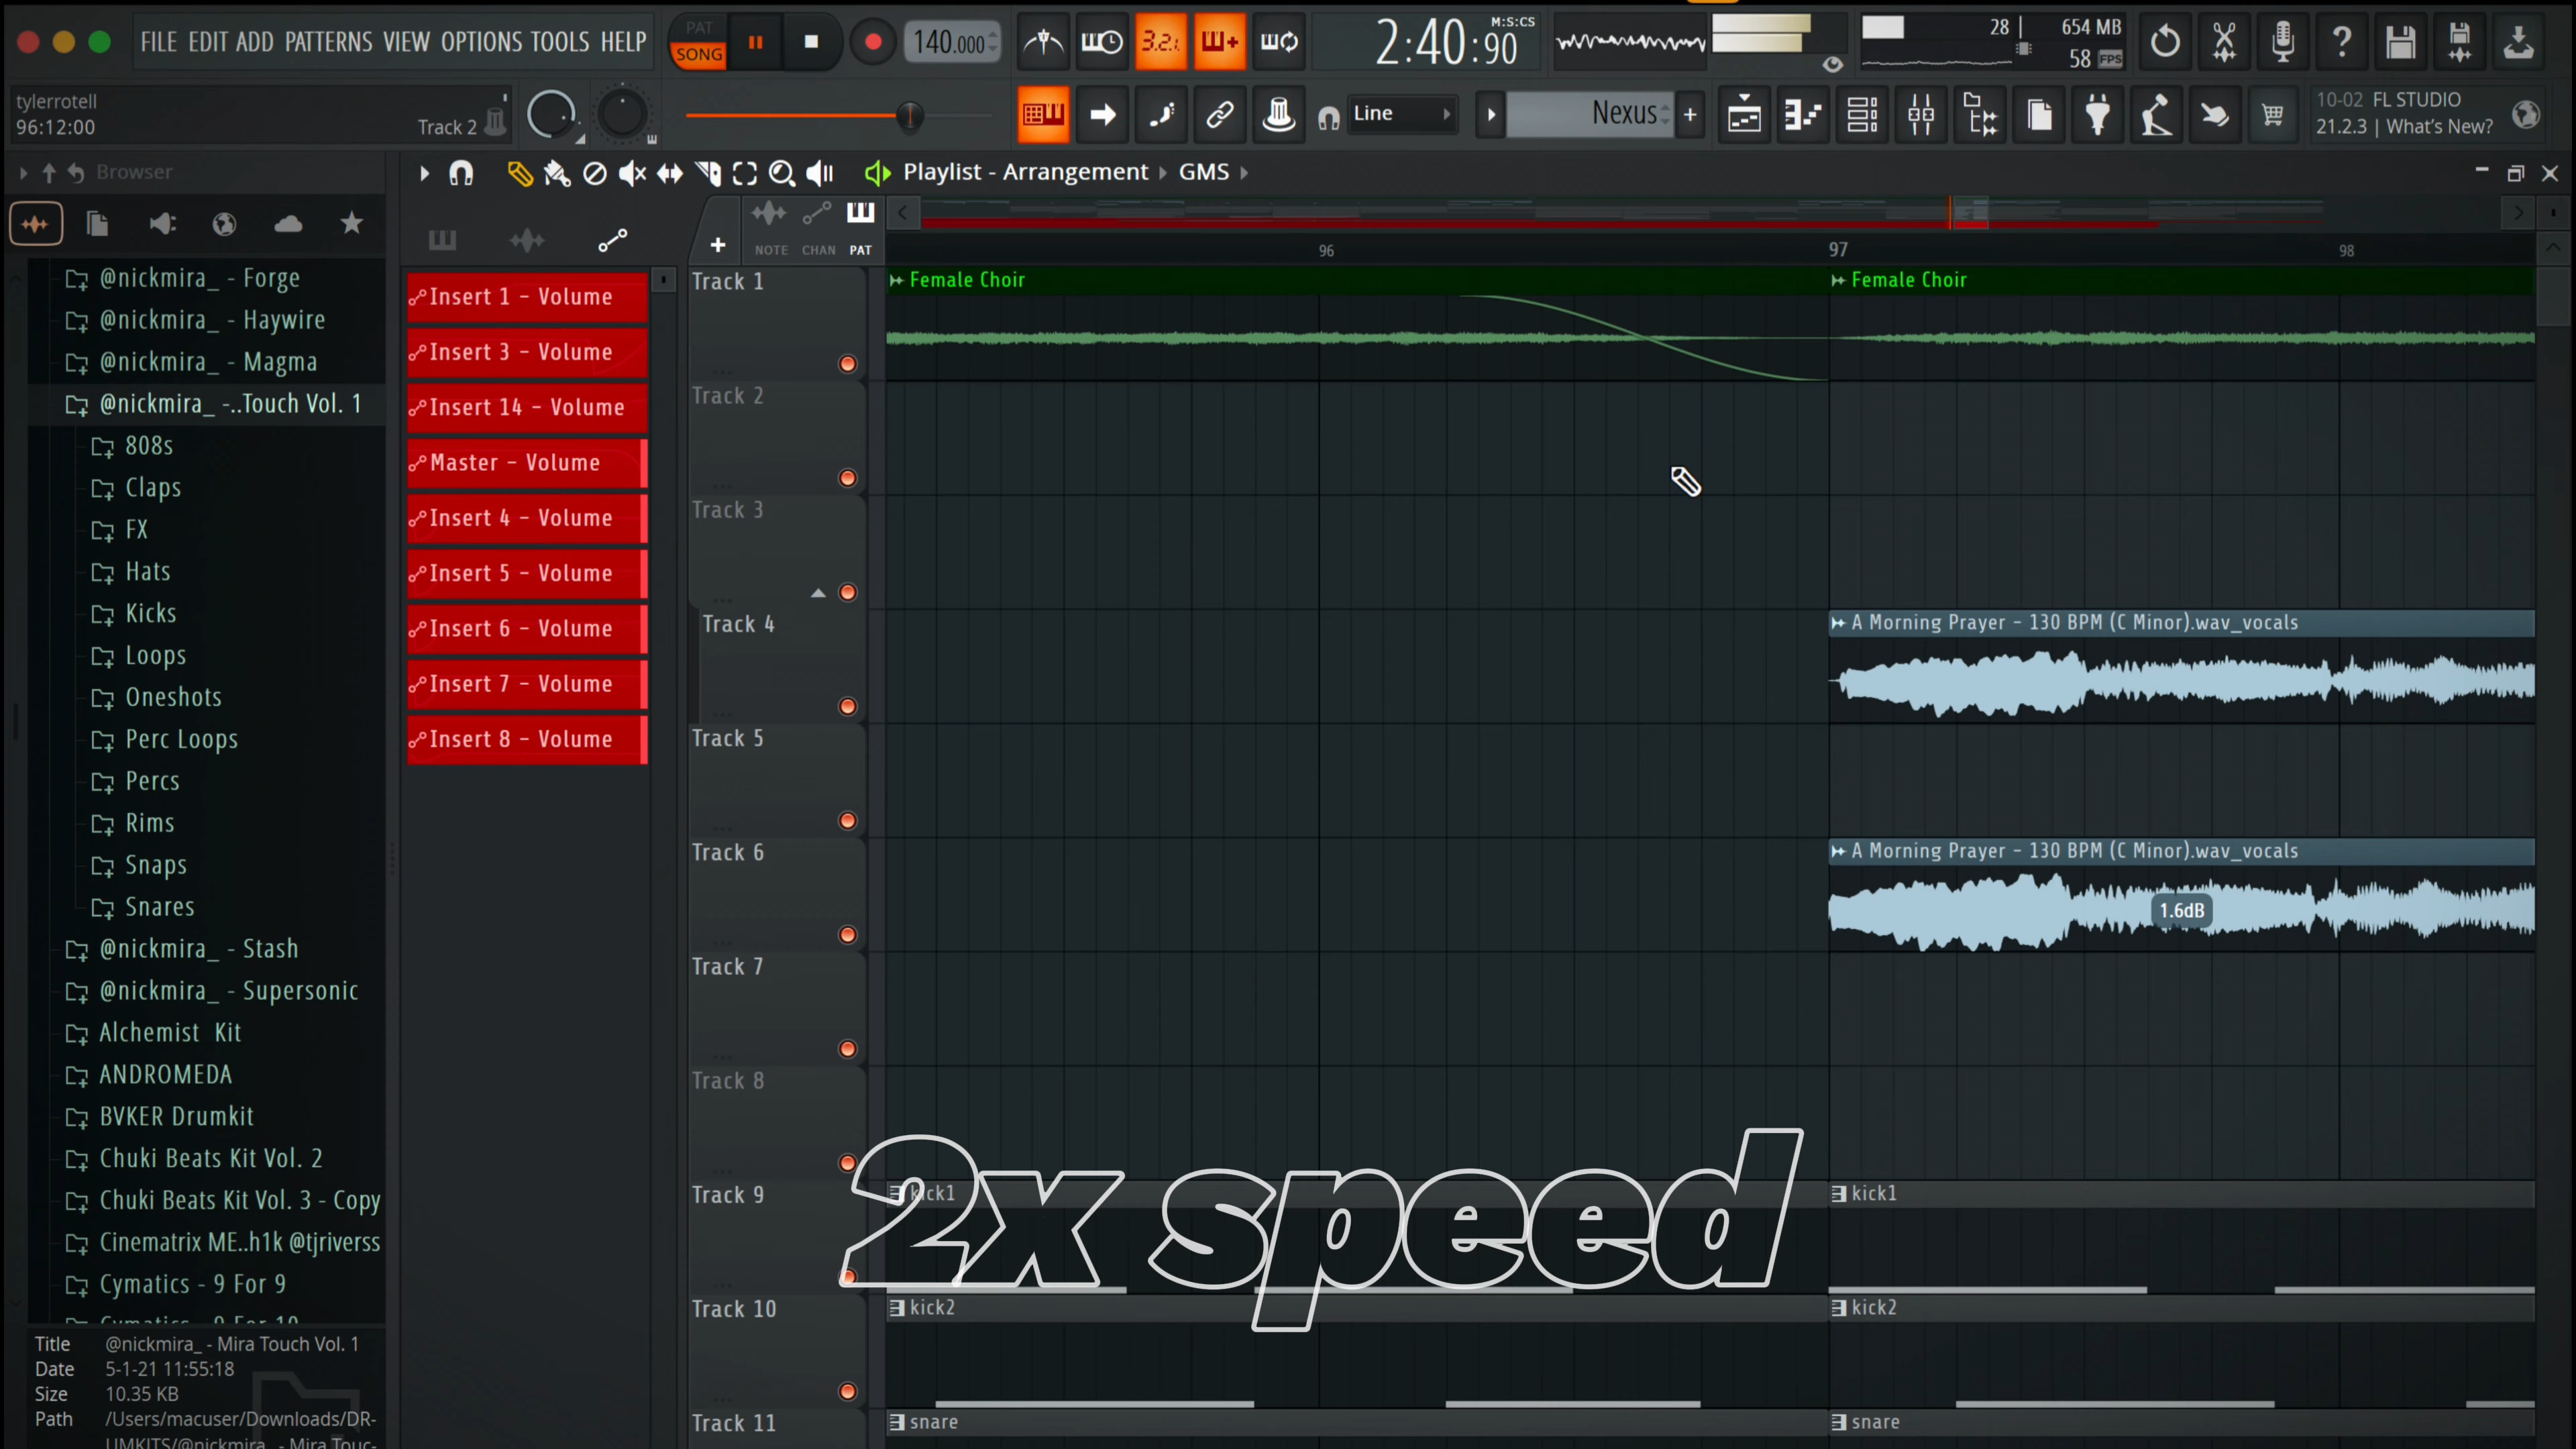 FILE EDIT ADD PATTERNS VIEW OPTIONS TOOLS HELP
PAT
SONG
140.000
3.2.1
M:S:CS
2:40:90
28
654 MB
58 FPS
tylerrotell
96:12:00
Track 2
Line
Nexus
10-02 FL STUDIO
21.2.3 | What's New?
Browser
Playlist - Arrangement GMS
NOTE CHAN PAT
96 97 98
@nickmira_ - Forge
@nickmira_ - Haywire
@nickmira_ - Magma
@nickmira_ -..Touch Vol. 1
808s
Claps
FX
Hats
Kicks
Loops
Oneshots
Perc Loops
Percs
Rims
Snaps
Snares
@nickmira_ - Stash
@nickmira_ - Supersonic
Alchemist Kit
ANDROMEDA
BVKER Drumkit
Chuki Beats Kit Vol. 2
Chuki Beats Kit Vol. 3 - Copy
Cinematrix ME..h1k @tjriverss
Cymatics - 9 For 9
Title @nickmira_ - Mira Touch Vol. 1
Date 5-1-21 11:55:18
Size 10.35 KB
Path /Users/macuser/Downloads/DR-
UMKITS/@nickmira_ - Mira Touc-
Insert 1 - Volume
Insert 3 - Volume
Insert 14 - Volume
Master - Volume
Insert 4 - Volume
Insert 5 - Volume
Insert 6 - Volume
Insert 7 - Volume
Insert 8 - Volume
Track 1
Female Choir
Female Choir
Track 2
Track 3
Track 4
A Morning Prayer - 130 BPM (C Minor).wav_vocals
Track 5
Track 6
A Morning Prayer - 130 BPM (C Minor).wav_vocals
1.6dB
Track 7
Track 8
Track 9
kick1
kick1
2x speed
Track 10
kick2
kick2
Track 11
snare
snare